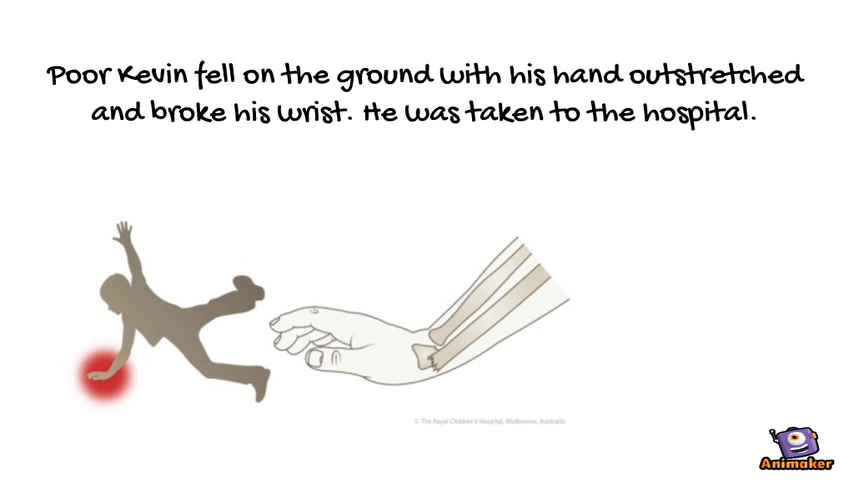 Poor Kevin fell on the ground with his hand outstretched
and broke his wrist. He was taken to the hospital.
© The Royal Children's Hospital, Melbourne, Australia
Animaker